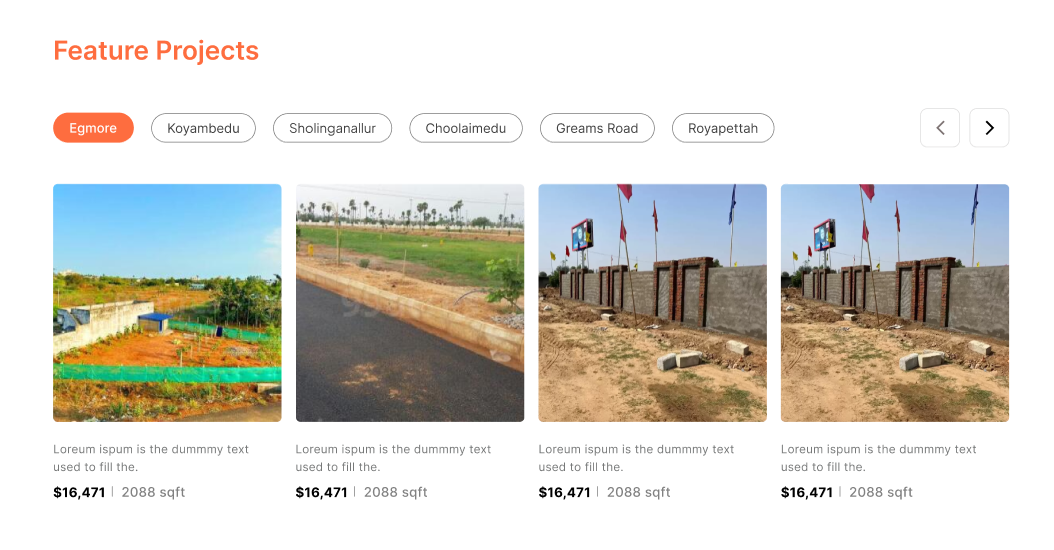 Feature Projects
Egmore
Koyambedu
Sholinganallur
Choolaimedu
Greams Road
Royapettah
Loreum ispum is the dummmy text
used to fill the.
$16,471 | 2088 sqft
Loreum ispum is the dummmy text
used to fill the.
$16,471 | 2088 sqft
Loreum ispum is the dummmy text
used to fill the.
$16,471 | 2088 sqft
Loreum ispum is the dummmy text
used to fill the.
$16,471 | 2088 sqft